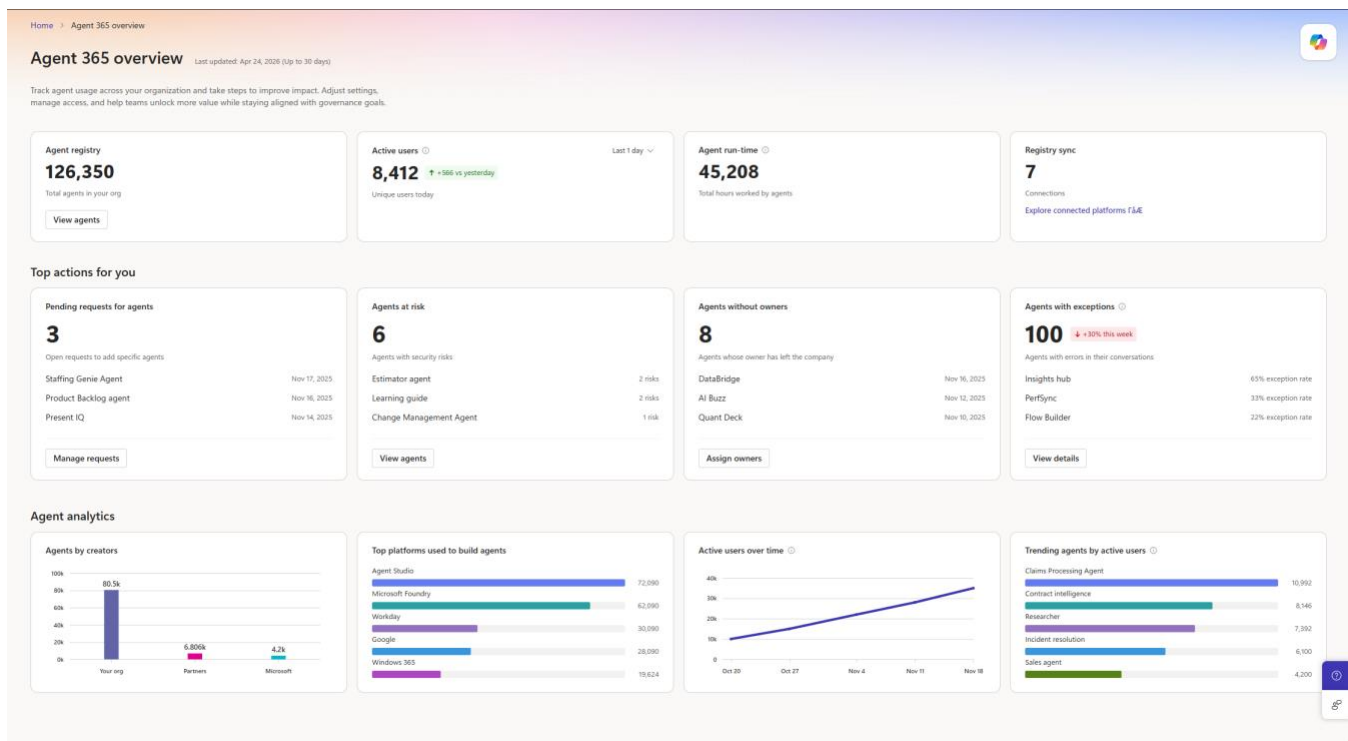 Home > Agent 365 overview
Agent 365 overview Last updated: Apr 24, 2026 (Up to 30 days)
Track agent usage across your organization and take steps to improve impact. Adjust settings,
manage access, and help teams unlock more value while staying aligned with governance goals.
Agent registry
126,350
Total agents in your org
View agents
Active users Last 1 day
8,412 ↑ +566 vs yesterday
Unique users today
Agent run-time
45,208
Total hours worked by agents
Registry sync
7
Connections
Explore connected platforms ΓåÆ
Top actions for you
Pending requests for agents
3
Open requests to add specific agents
Staffing Genie Agent Nov 17, 2025
Product Backlog agent Nov 16, 2025
Present IQ Nov 14, 2025
Manage requests
Agents at risk
6
Agents with security risks
Estimator agent 2 risks
Learning guide 2 risks
Change Management Agent 1 risk
View agents
Agents without owners
8
Agents whose owner has left the company
DataBridge Nov 16, 2025
AI Buzz Nov 12, 2025
Quant Deck Nov 10, 2025
Assign owners
Agents with exceptions
100 ↓ +30% this week
Agents with errors in their conversations
Insights hub 65% exception rate
PerfSync 33% exception rate
Flow Builder 22% exception rate
View details
Agent analytics
Agents by creators
100k
80k
60k
40k
20k
0k
80.5k
6.806k
4.2k
Your org Partners Microsoft
Top platforms used to build agents
Agent Studio
72,090
Microsoft Foundry
62,090
Workday
30,090
Google
28,090
Windows 365
19,624
Active users over time
40k
30k
20k
10k
0
Oct 20 Oct 27 Nov 4 Nov 11 Nov 18
Trending agents by active users
Claims Processing Agent
10,992
Contract intelligence
8,146
Researcher
7,392
Incident resolution
6,100
Sales agent
4,200